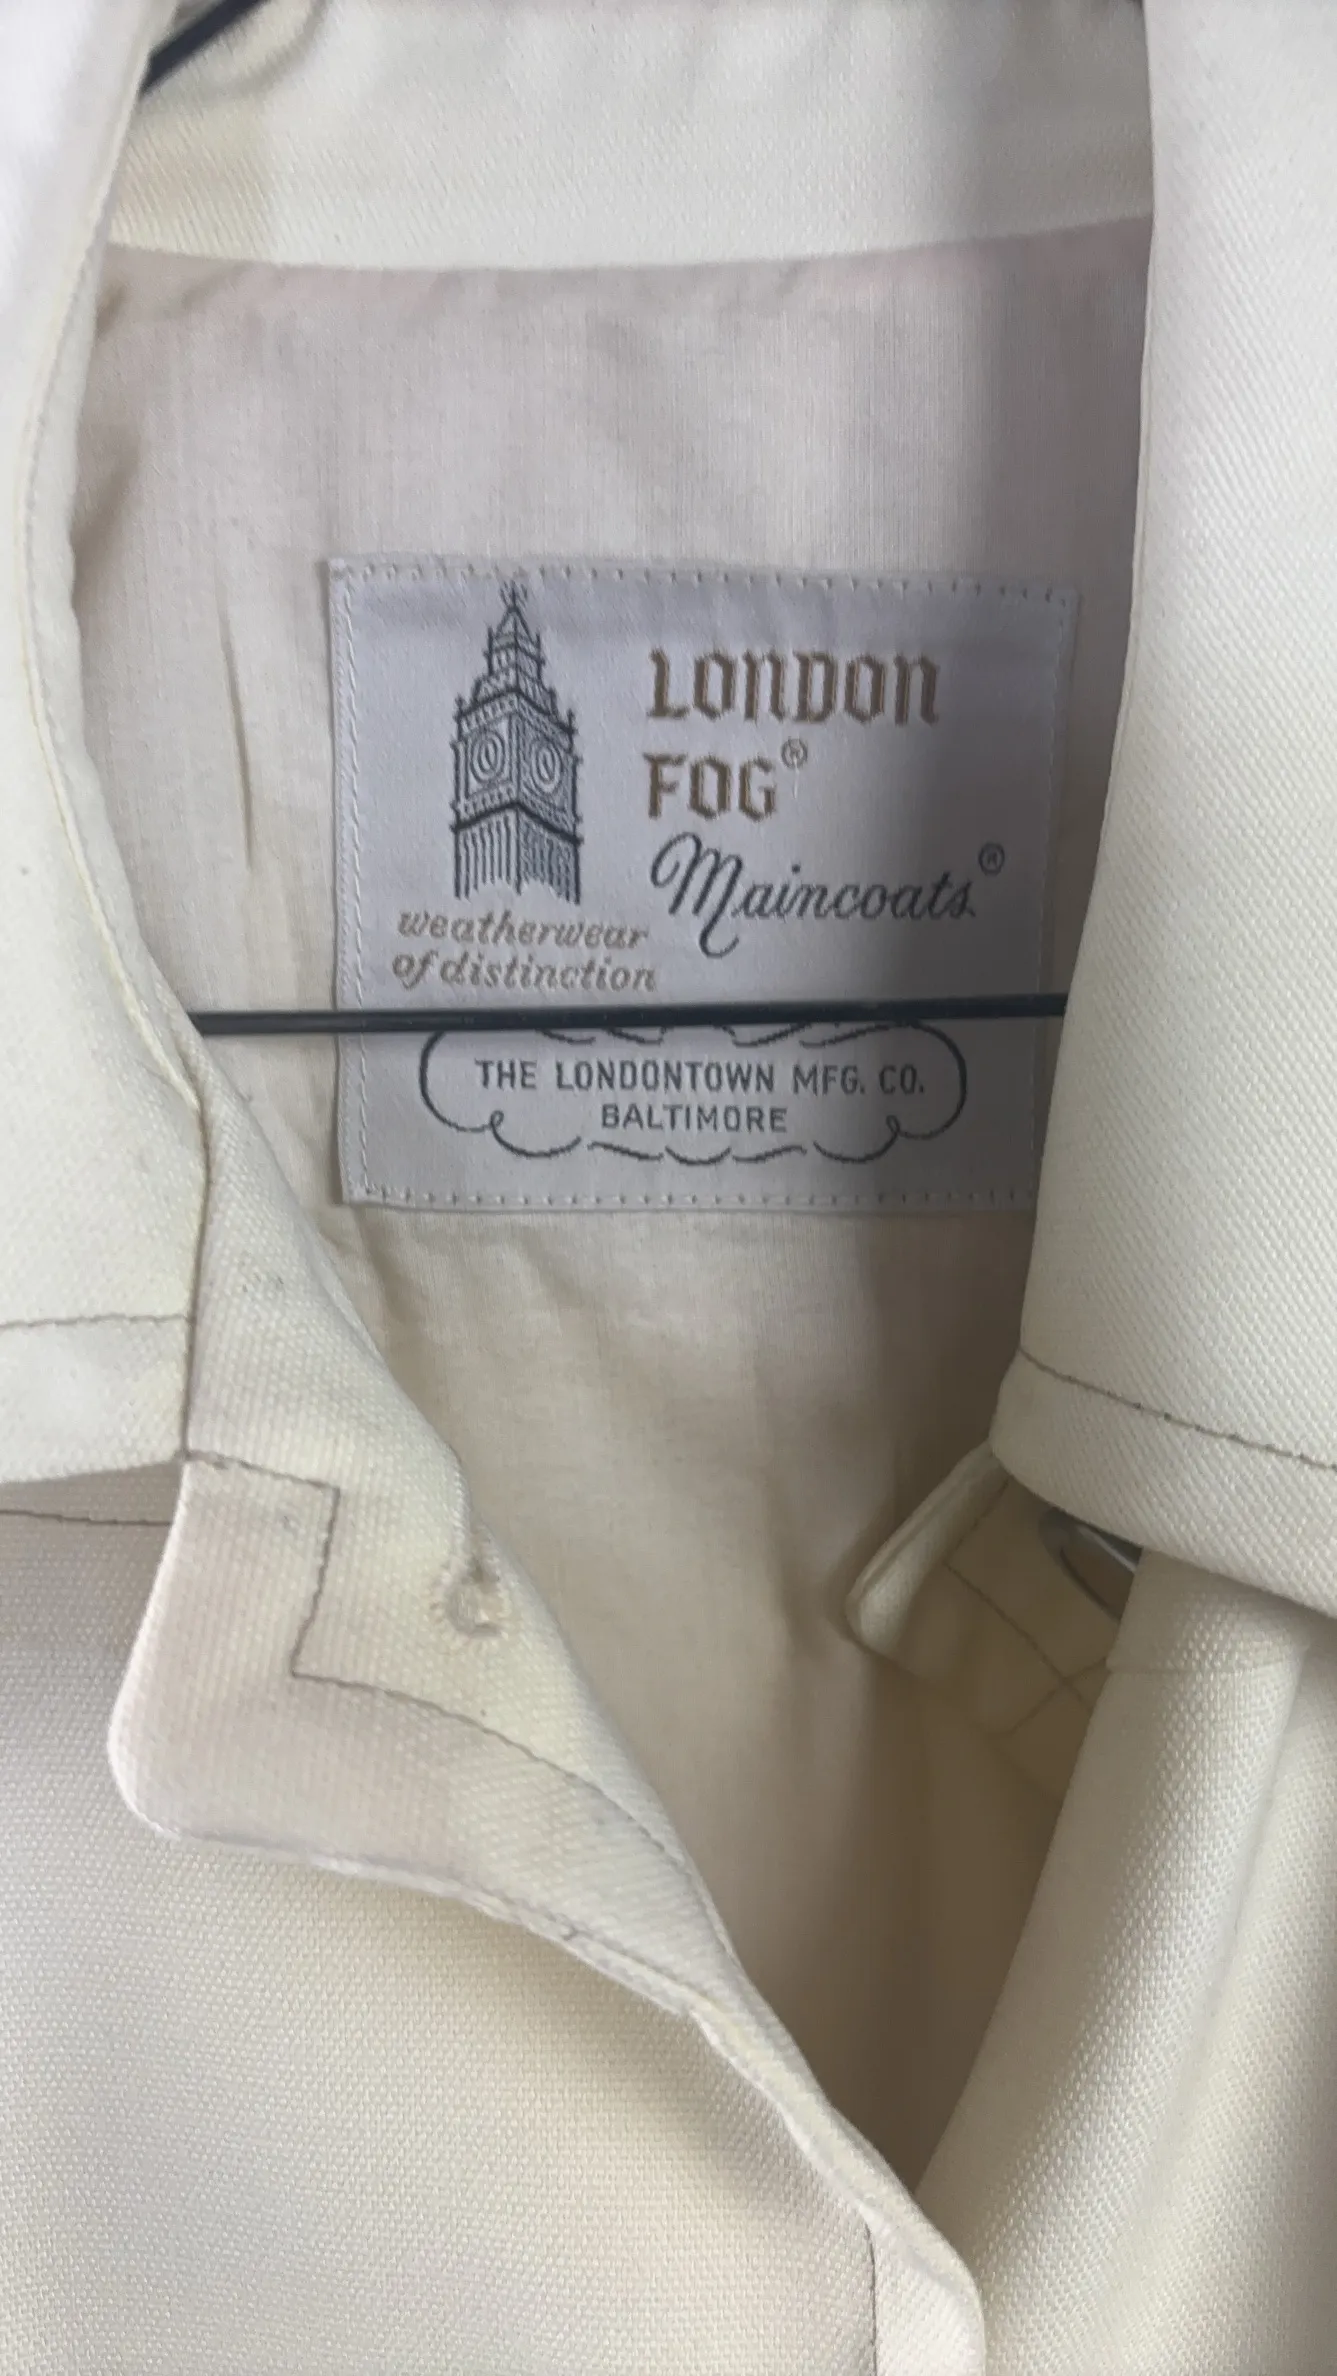 LONDON
FOG®
Maincoats®
weatherwear
of distinction
THE LONDONTOWN MFG. CO.
BALTIMORE